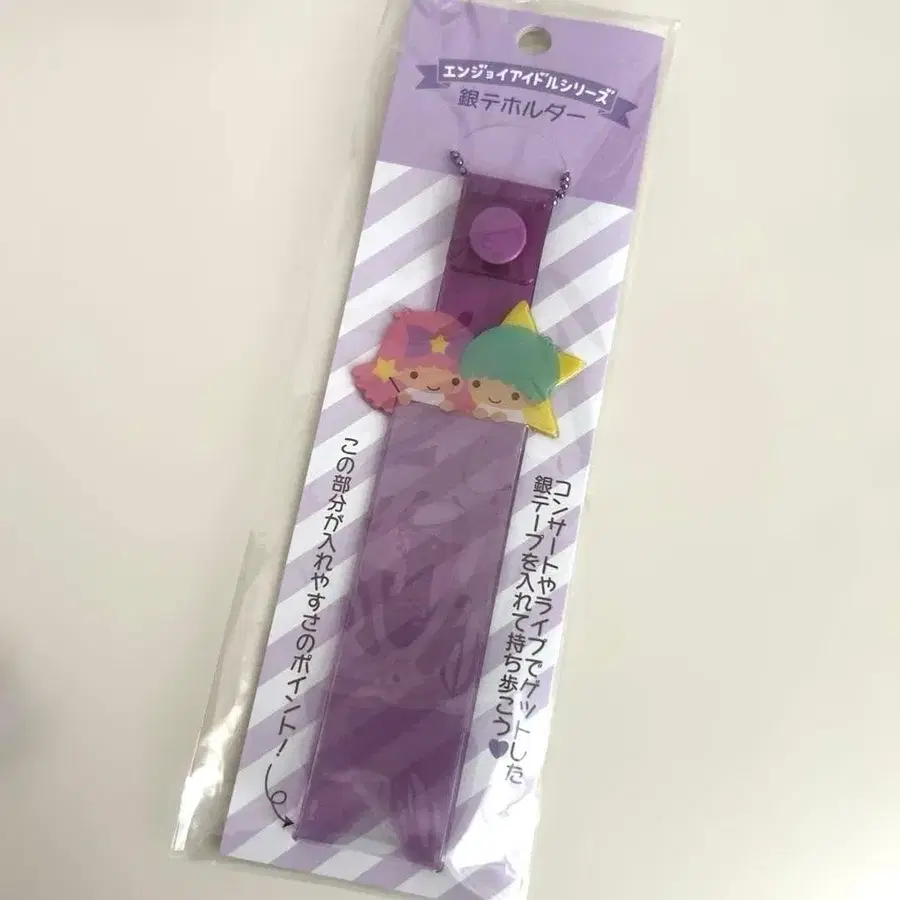 エンジョイアイドルシリーズ
銀テホルダー
コンサートやライブでゲットした
銀テープを入れて持ち歩こう♥
この部分が入れやすさのポイント!